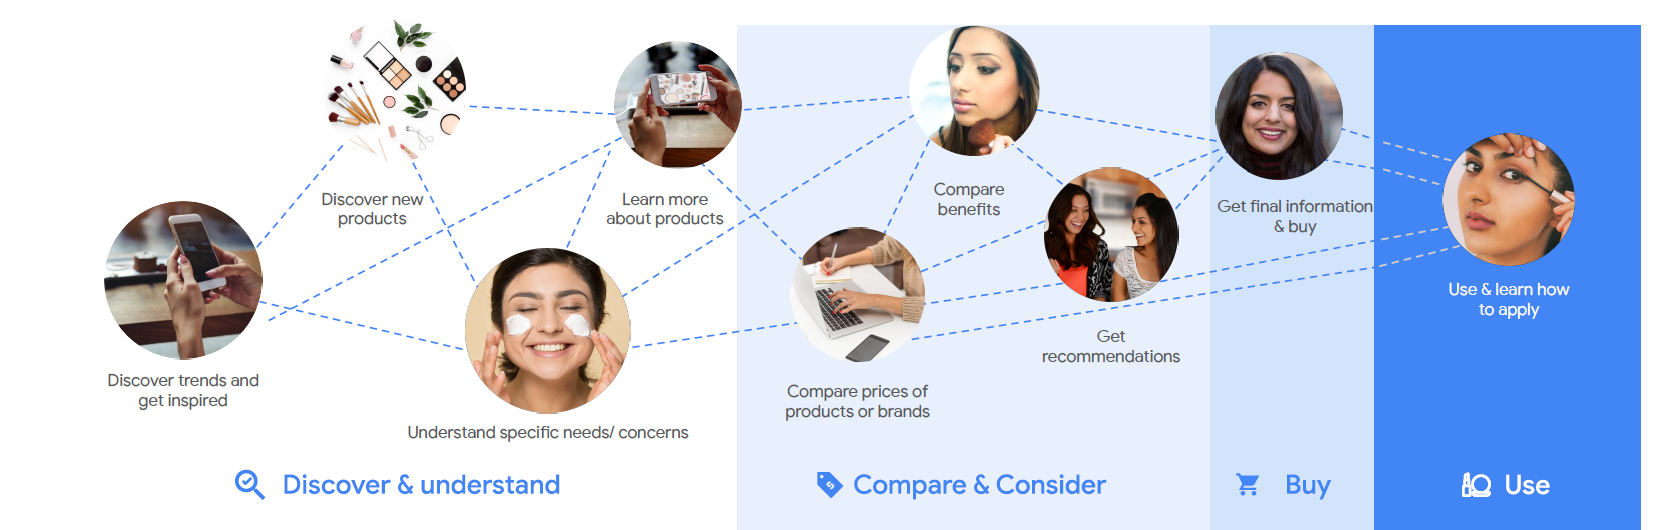 Discover new
products
Learn more
about products
Compare
benefits
Get final information
& buy
Discover trends and
get inspired
Understand specific needs/ concerns
Compare prices of
products or brands
Get
recommendations
Use & learn how
to apply
Discover & understand
Compare & Consider
Buy
Use